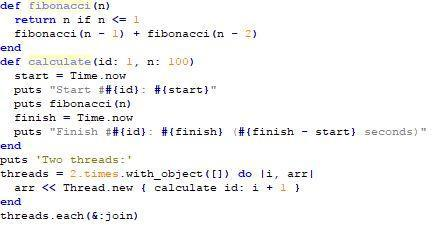 def fibonacci(n)
  return n if n <= 1
  fibonacci(n - 1) + fibonacci(n - 2)
end
def calculate(id: 1, n: 100)
  start = Time.now
  puts "Start ##{id}: #{start}"
  puts fibonacci(n)
  finish = Time.now
  puts "Finish ##{id}: #{finish} (#{finish - start} seconds)"
end
puts 'Two threads:'
threads = 2.times.with_object([]) do |i, arr|
  arr << Thread.new { calculate id: i + 1 }
end
threads.each(&:join)